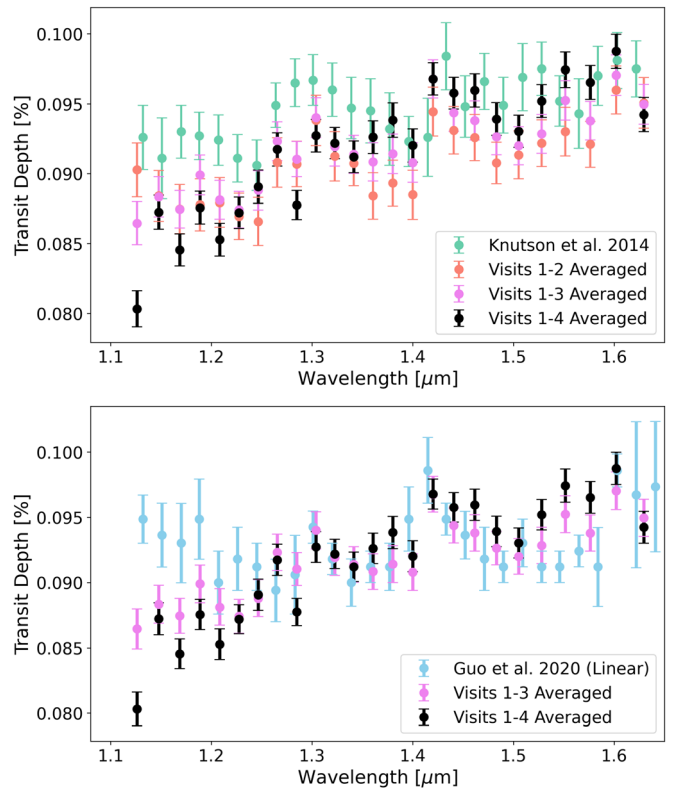 0.100
0.095
0.090
0.085
0.080
Transit Depth [%]
Knutson et al. 2014
Visits 1-2 Averaged
Visits 1-3 Averaged
Visits 1-4 Averaged
1.1 1.2 1.3 1.4 1.5 1.6
Wavelength [μm]
0.100
0.095
0.090
0.085
0.080
Transit Depth [%]
Guo et al. 2020 (Linear)
Visits 1-3 Averaged
Visits 1-4 Averaged
1.1 1.2 1.3 1.4 1.5 1.6
Wavelength [μm]